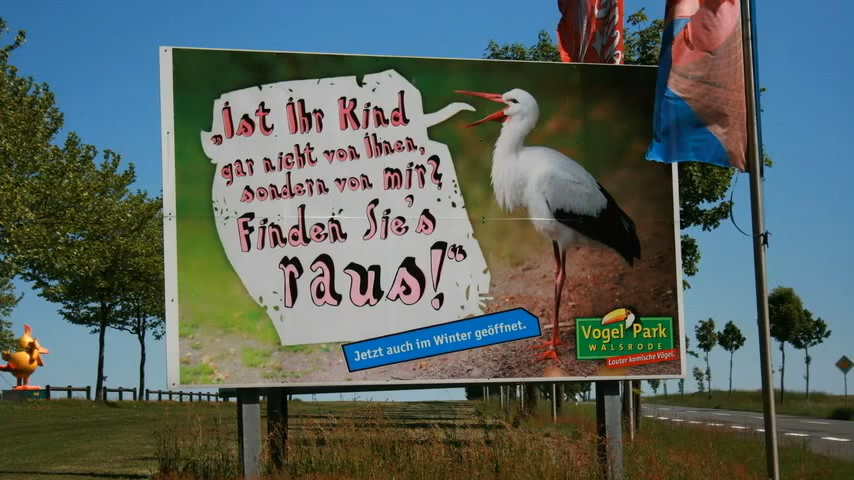 „Ist Ihr Kind
gar nicht von Ihnen,
sondern von mir?
Finden Sie's
raus!“
Jetzt auch im Winter geöffnet.
Vogel Park
WALSRODE
Lauter komische Vögel.